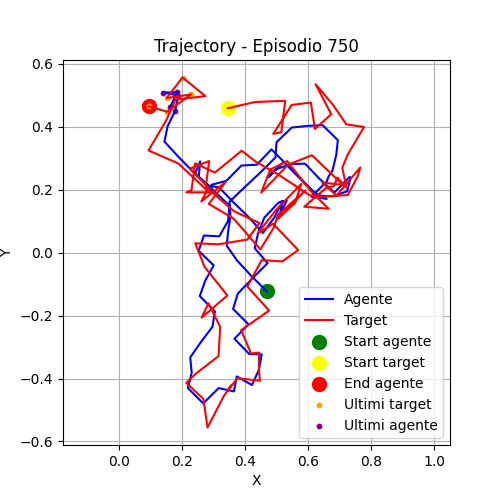 Trajectory - Episodio 750
0.6
0.4
0.2
0.0
−0.2
−0.4
−0.6
Y
0.0 0.2 0.4 0.6 0.8 1.0
X
Agente
Target
Start agente
Start target
End agente
Ultimi target
Ultimi agente